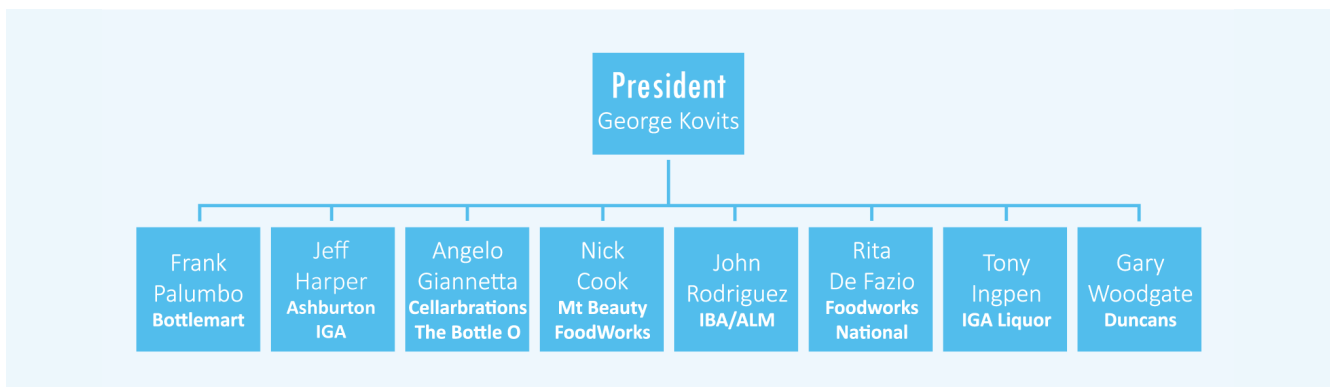 President
George Kovits
Frank
Palumbo
Bottlemart
Jeff
Harper
Ashburton
IGA
Angelo
Giannetta
Cellarbrations
The Bottle O
Nick
Cook
Mt Beauty
FoodWorks
John
Rodriguez
IBA/ALM
Rita
De Fazio
Foodworks
National
Tony
Ingpen
IGA Liquor
Gary
Woodgate
Duncans